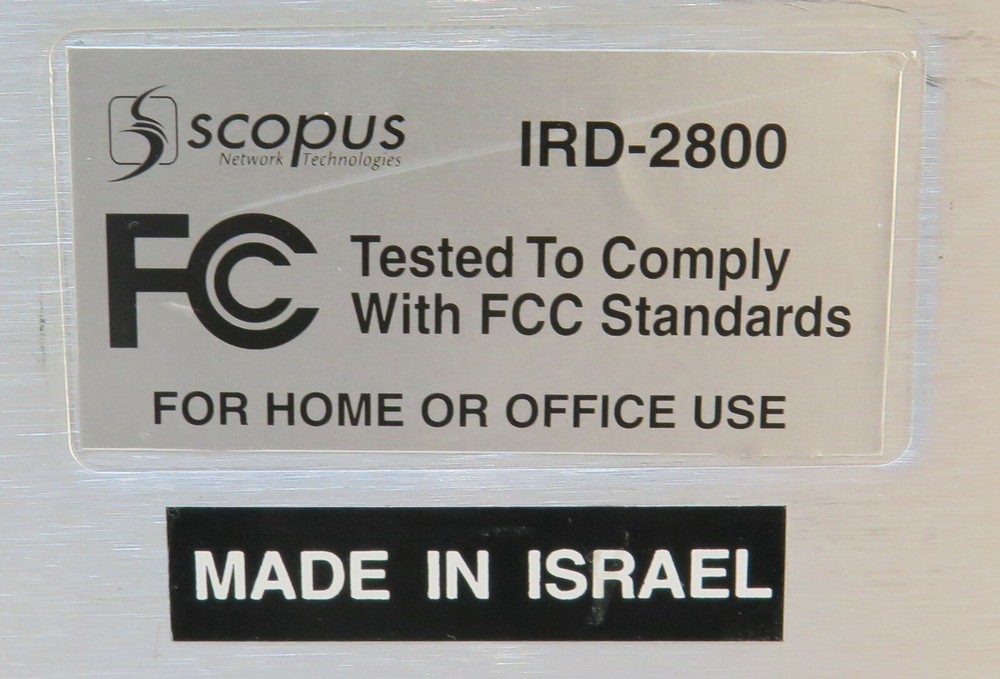 scopus
Network Technologies
IRD-2800
FC
Tested To Comply
With FCC Standards
FOR HOME OR OFFICE USE
MADE IN ISRAEL